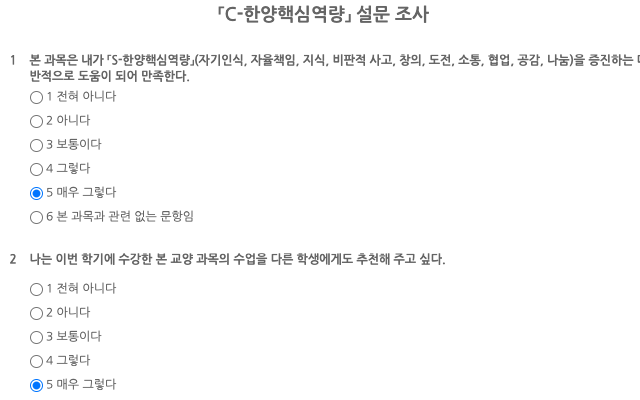 「C-한양핵심역량」 설문 조사
1 본 과목은 내가 「S-한양핵심역량」(자기인식, 자율책임, 지식, 비판적 사고, 창의, 도전, 소통, 협업, 공감, 나눔)을 증진하는 데
반적으로 도움이 되어 만족한다.
1 전혀 아니다
2 아니다
3 보통이다
4 그렇다
5 매우 그렇다
6 본 과목과 관련 없는 문항임
2 나는 이번 학기에 수강한 본 교양 과목의 수업을 다른 학생에게도 추천해 주고 싶다.
1 전혀 아니다
2 아니다
3 보통이다
4 그렇다
5 매우 그렇다